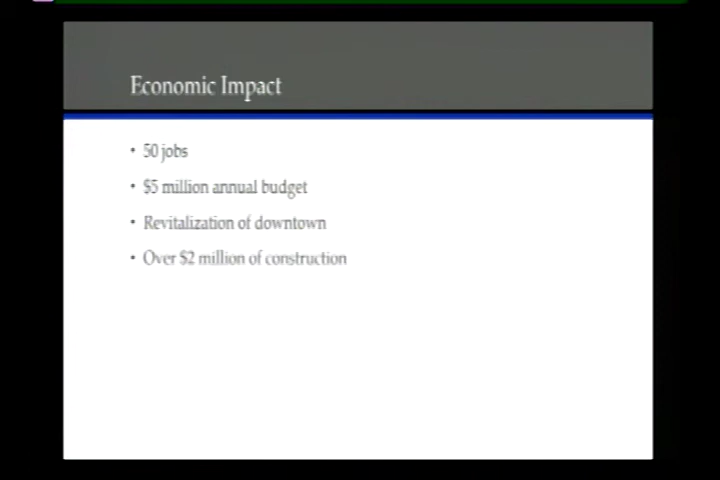 Economic Impact
• 50 jobs
• $5 million annual budget
• Revitalization of downtown
• Over $2 million of construction